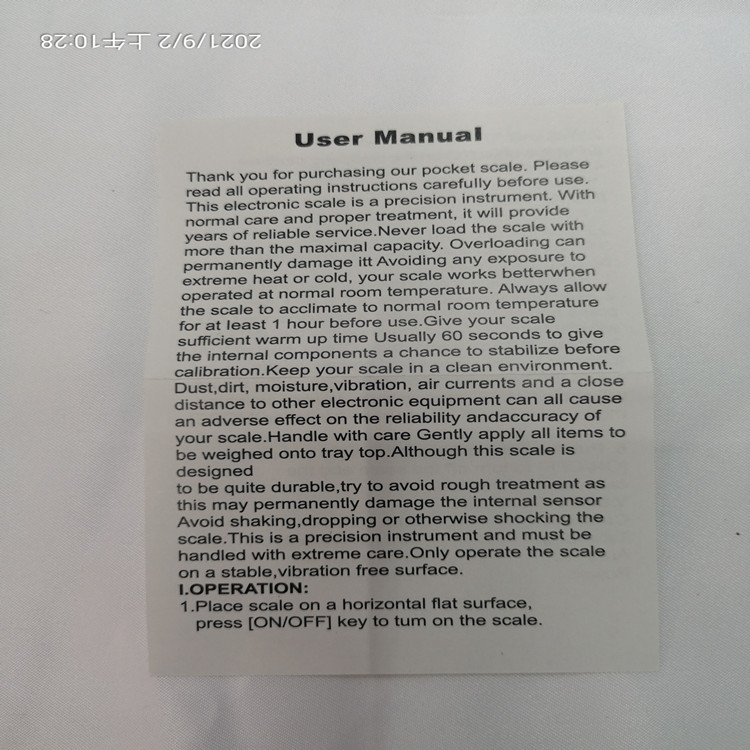 2021/9/2 上午10:28
User Manual
Thank you for purchasing our pocket scale. Please
read all operating instructions carefully before use.
This electronic scale is a precision instrument. With
normal care and proper treatment, it will provide
years of reliable service.Never load the scale with
more than the maximal capacity. Overloading can
permanently damage itt Avoiding any exposure to
extreme heat or cold, your scale works betterwhen
operated at normal room temperature. Always allow
the scale to acclimate to normal room temperature
for at least 1 hour before use.Give your scale
sufficient warm up time Usually 60 seconds to give
the internal components a chance to stabilize before
calibration.Keep your scale in a clean environment.
Dust,dirt, moisture,vibration, air currents and a close
distance to other electronic equipment can all cause
an adverse effect on the reliability andaccuracy of
your scale.Handle with care Gently apply all items to
be weighed onto tray top.Although this scale is
designed
to be quite durable,try to avoid rough treatment as
this may permanently damage the internal sensor
Avoid shaking,dropping or otherwise shocking the
scale.This is a precision instrument and must be
handled with extreme care.Only operate the scale
on a stable,vibration free surface.
I.OPERATION:
1.Place scale on a horizontal flat surface,
press [ON/OFF] key to tum on the scale.